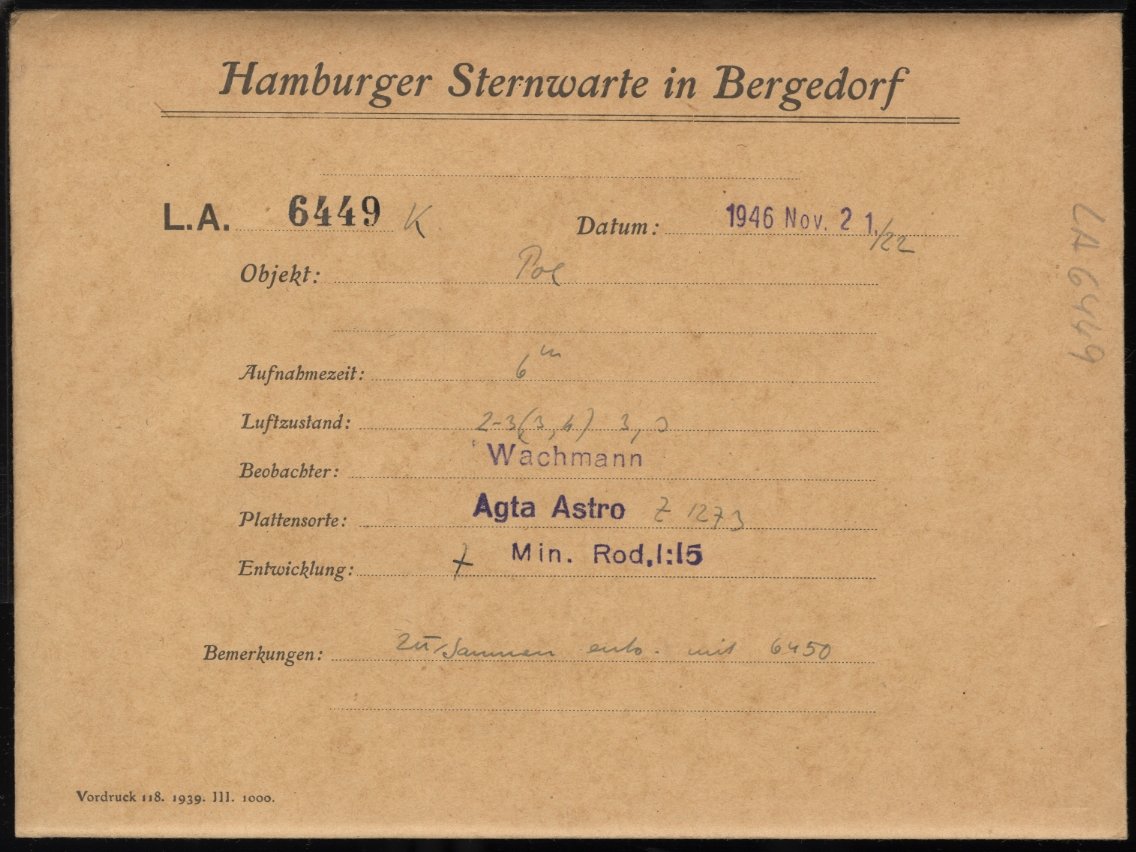 Hamburger Sternwarte in Bergedorf
L.A. 6449 K Datum: 1946 Nov. 2 1./22
Objekt: Pol
Aufnahmezeit: 6ᵐ
Luftzustand: 2-3 (3, 4) 3, 3
Beobachter: Wachmann
Plattensorte: Agfa Astro Z 1273
Entwicklung: Min. Rod. 1:15
Bemerkungen: Zusammen entw. mit 6450
Vordruck 118. 1939. III. 1000.
LA 6449